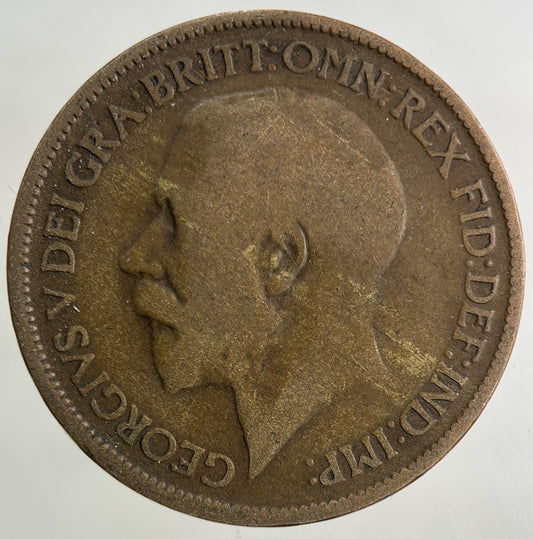 GEORGIVS V DEI GRA:BRITT:OMN:REX FID:DEF:IND:IMP: